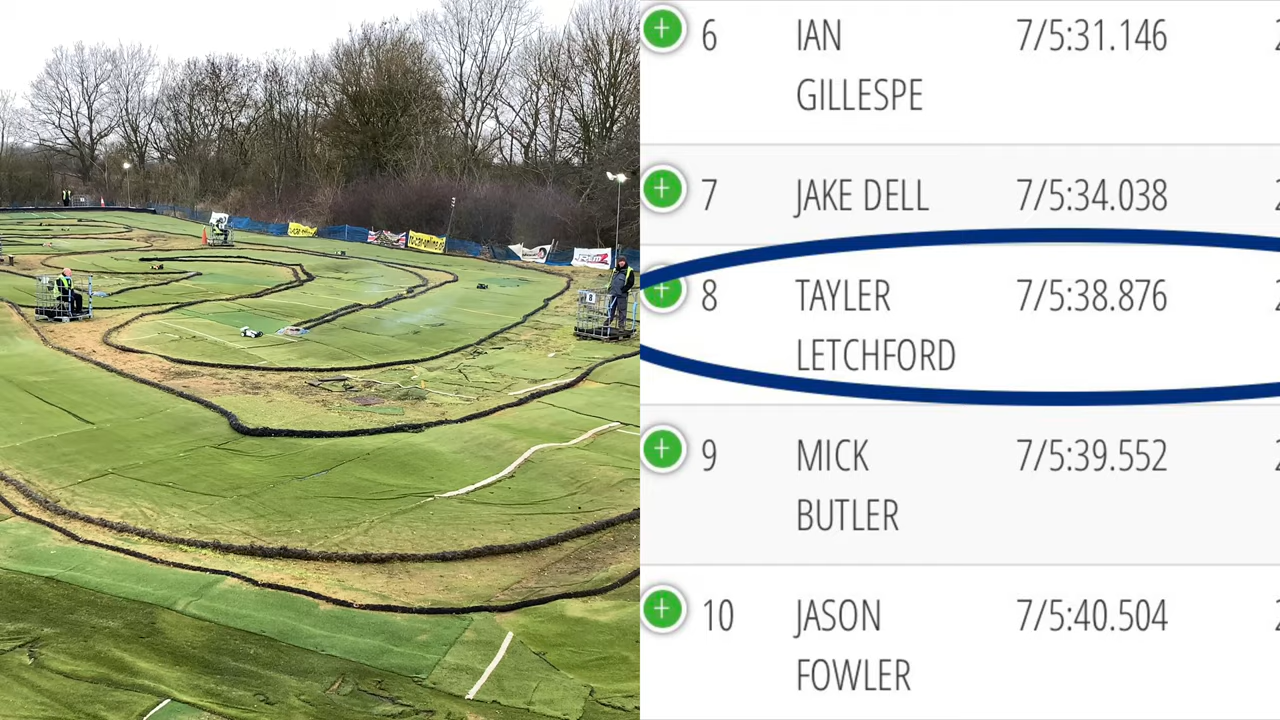 6 IAN 7/5:31.146
GILLESPE
7 JAKE DELL 7/5:34.038
8 TAYLER 7/5:38.876
LETCHFORD
9 MICK 7/5:39.552
BUTLER
10 JASON 7/5:40.504
FOWLER